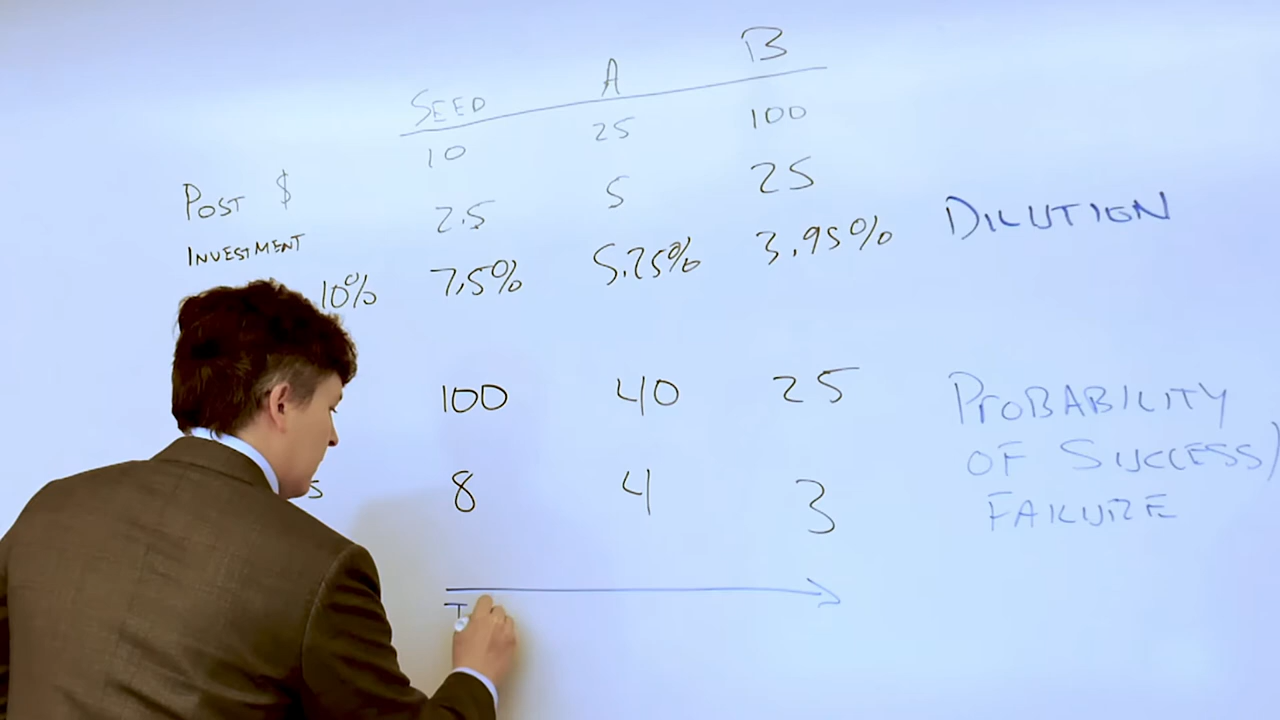 SEED A B
POST $ 10 25 100
INVESTMENT 2.5 5 25
10% 7.5% 5.25% 3.95% DILUTION
100 40 25 PROBABILITY
OF SUCCESS/
8 4 3 FAILURE
T